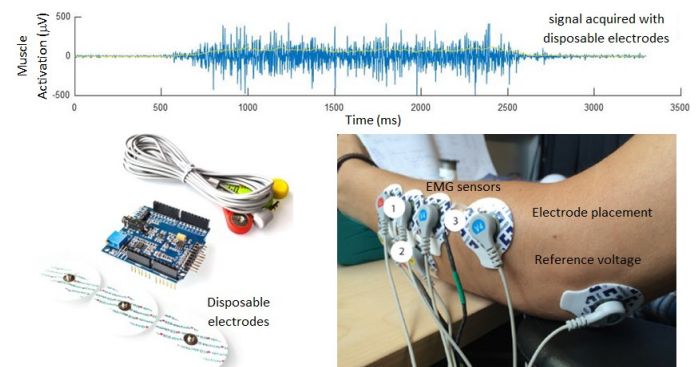 500
0
-500
Muscle
Activation (μV)
signal acquired with
disposable electrodes
0
500
1000
1500
2000
2500
3000
3500
Time (ms)
Disposable
electrodes
EMG sensors
1
2
3
V4
Electrode placement
Reference voltage